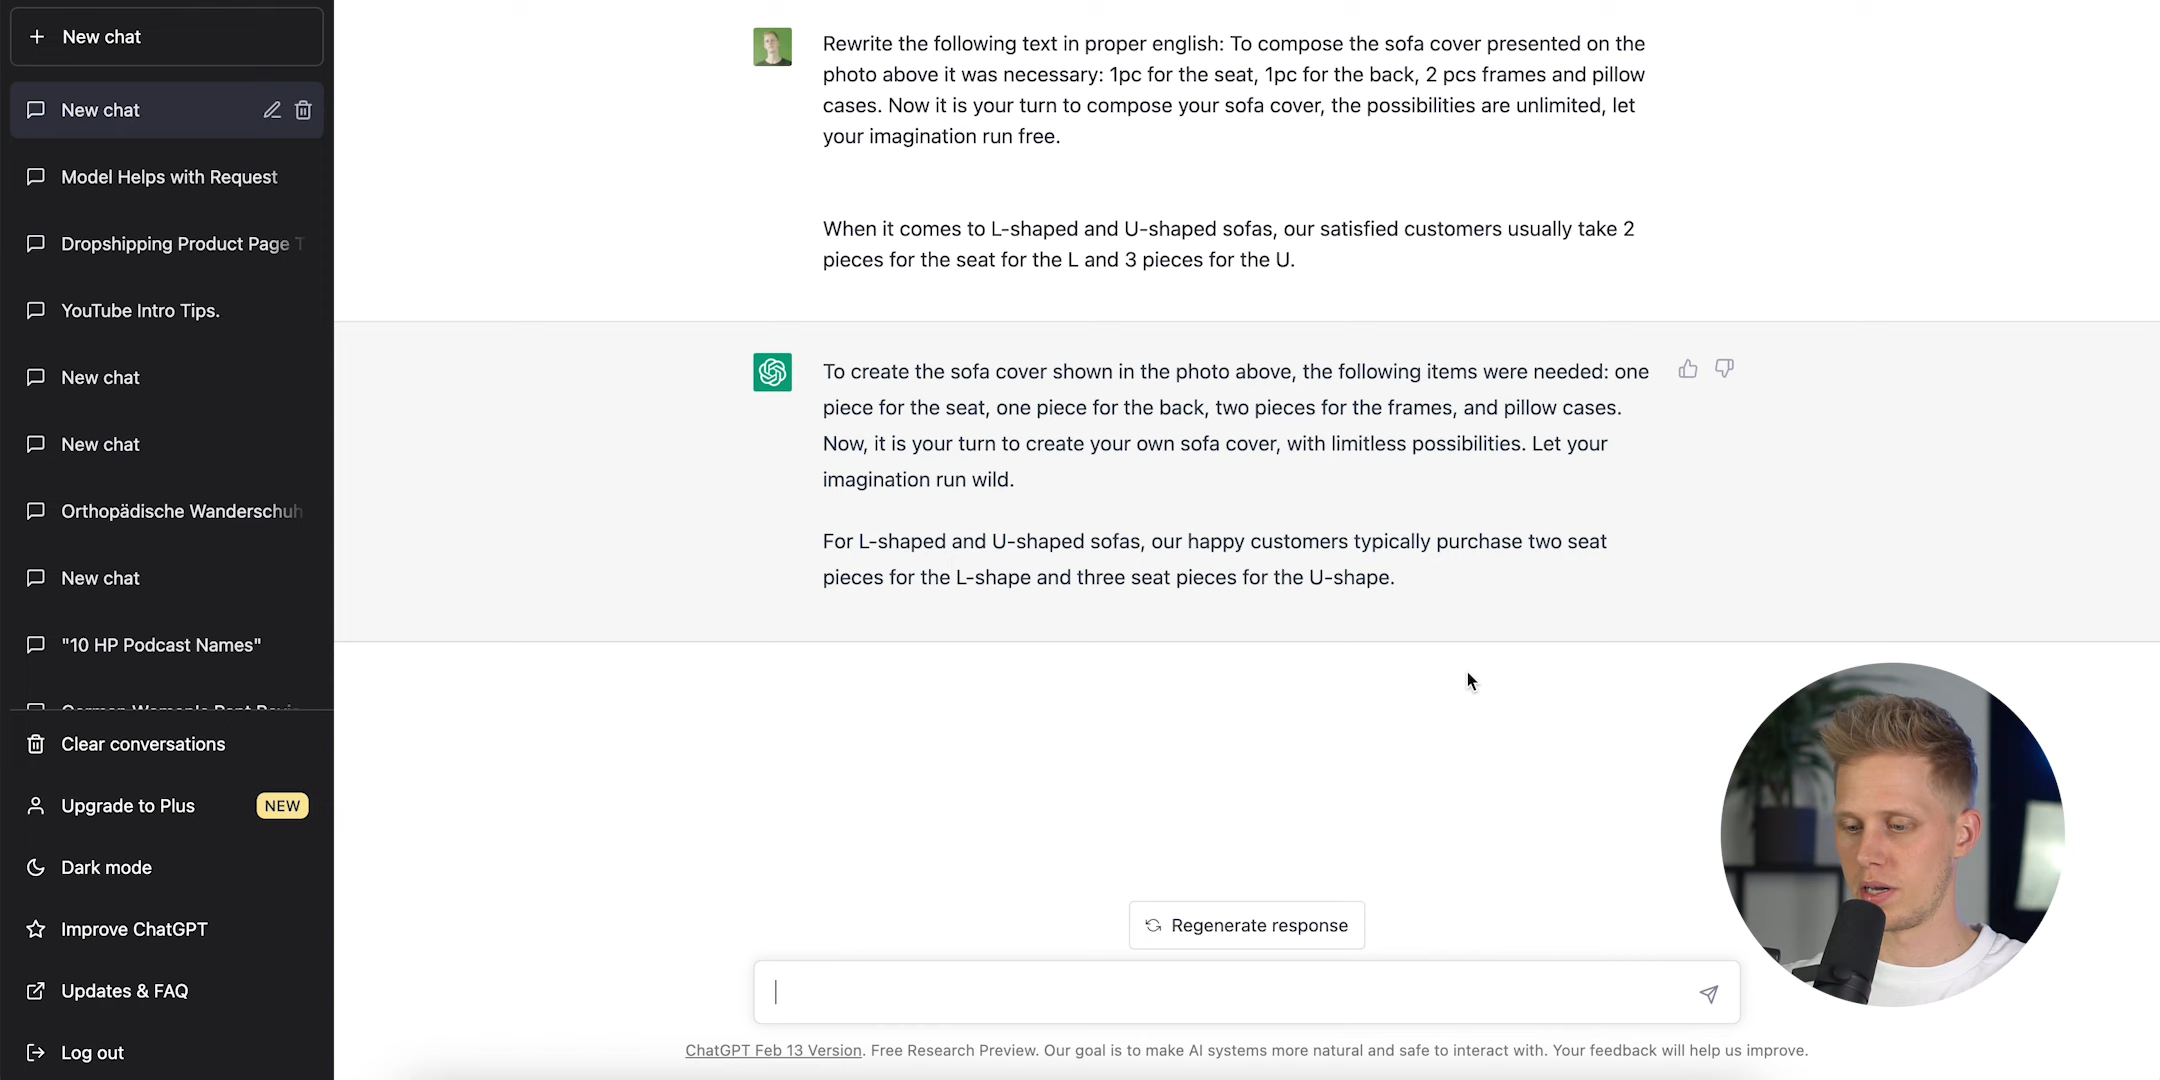 New chat
New chat
Model Helps with Request
Dropshipping Product Page T
YouTube Intro Tips.
New chat
New chat
Orthopädische Wanderschuh
New chat
"10 HP Podcast Names"
Clear conversations
Upgrade to Plus NEW
Dark mode
Improve ChatGPT
Updates & FAQ
Log out
Rewrite the following text in proper english: To compose the sofa cover presented on the
photo above it was necessary: 1pc for the seat, 1pc for the back, 2 pcs frames and pillow
cases. Now it is your turn to compose your sofa cover, the possibilities are unlimited, let
your imagination run free.
When it comes to L-shaped and U-shaped sofas, our satisfied customers usually take 2
pieces for the seat for the L and 3 pieces for the U.
To create the sofa cover shown in the photo above, the following items were needed: one
piece for the seat, one piece for the back, two pieces for the frames, and pillow cases.
Now, it is your turn to create your own sofa cover, with limitless possibilities. Let your
imagination run wild.
For L-shaped and U-shaped sofas, our happy customers typically purchase two seat
pieces for the L-shape and three seat pieces for the U-shape.
Regenerate response
ChatGPT Feb 13 Version. Free Research Preview. Our goal is to make AI systems more natural and safe to interact with. Your feedback will help us improve.